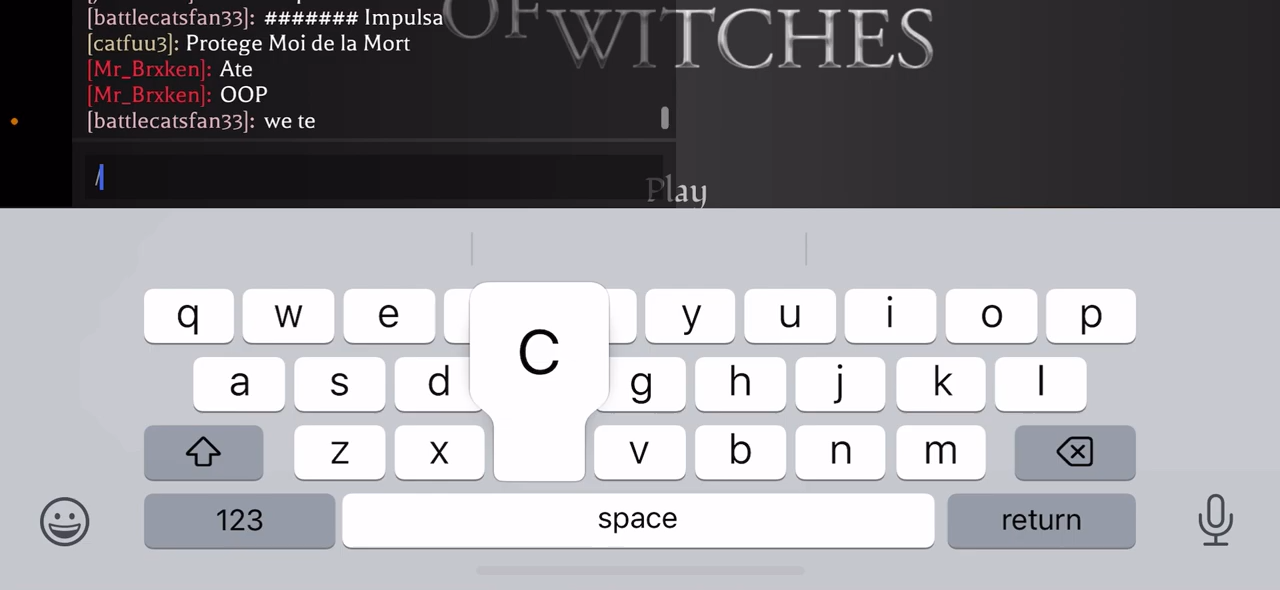 [battlecatsfan33]: ####### Impulsa
[catfuu3]: Protege Moi de la Mort
[Mr_Brxken]: Ate
[Mr_Brxken]: OOP
[battlecatsfan33]: we te
OF WITCHES
/
Play
q w e y u i o p
C
a s d g h j k l
z x v b n m
123 space return